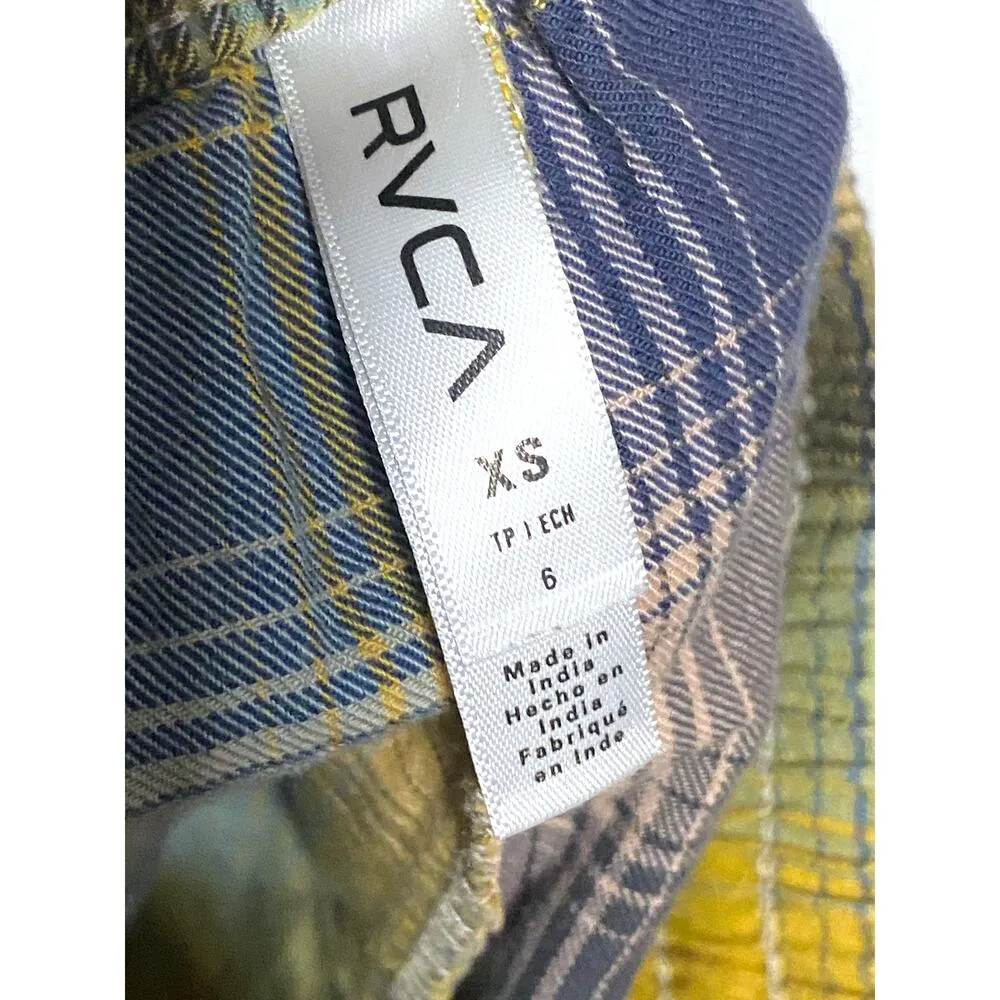 RVCA
XS
TP | ECH
6
Made in
India
Hecho en
India
Fabriqué
en Inde